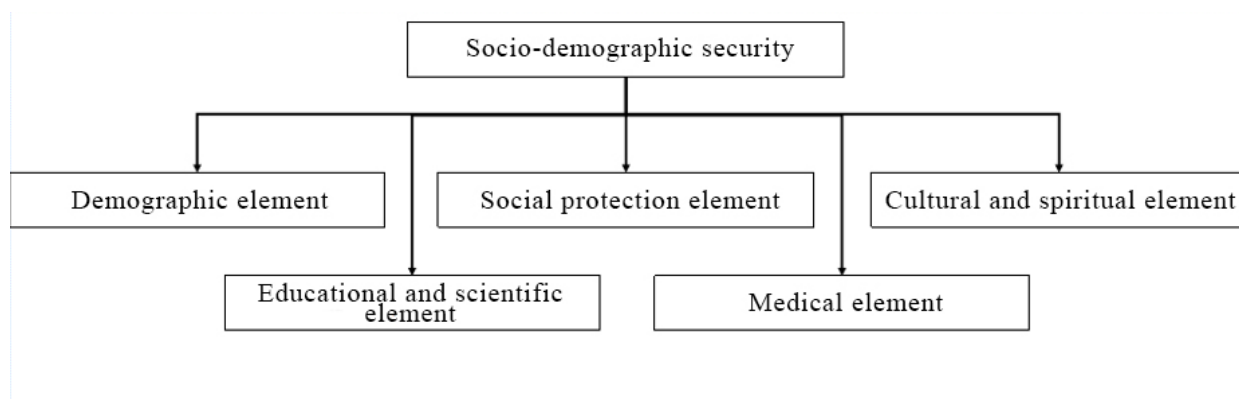 Socio-demographic security
Demographic element
Social protection element
Cultural and spiritual element
Educational and scientific
element
Medical element